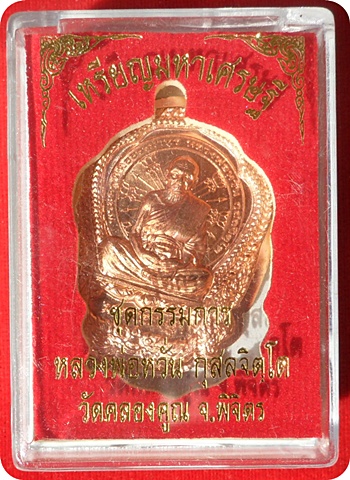 เหรียญมหาเศรษฐี
ชุดกรรมการ
หลวงพ่อหวั่น กุสลจิตโต
วัดคลองคูณ จ.พิจิตร